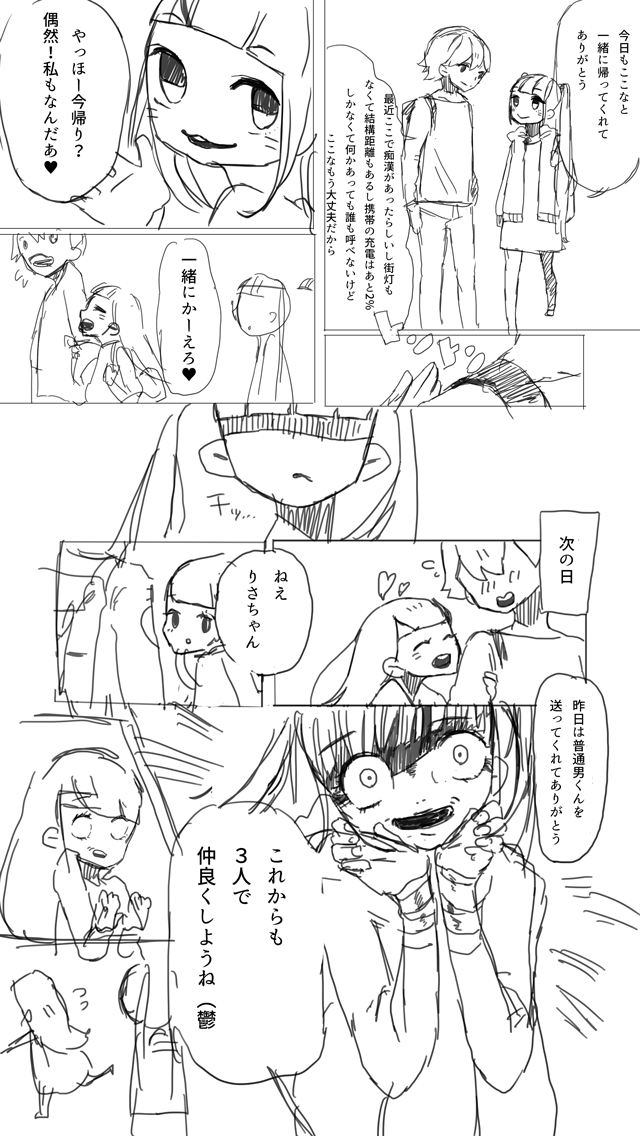 今日もここなと
一緒に帰ってくれて
ありがとう
最近ここで痴漢があったらしいし街灯も
なくて結構距離もあるし携帯の充電はあと2%
しかなくて何かあっても誰も呼べないけど
ここなもう大丈夫だから
トントン
やっほー今帰り？
偶然！私もなんだあ♥
一緒にかーえろ♥
チッ…
次の日
ねえ
りさちゃん
昨日は普通男くんを
送ってくれてありがとう
これからも
3人で
仲良くしようね（鬱